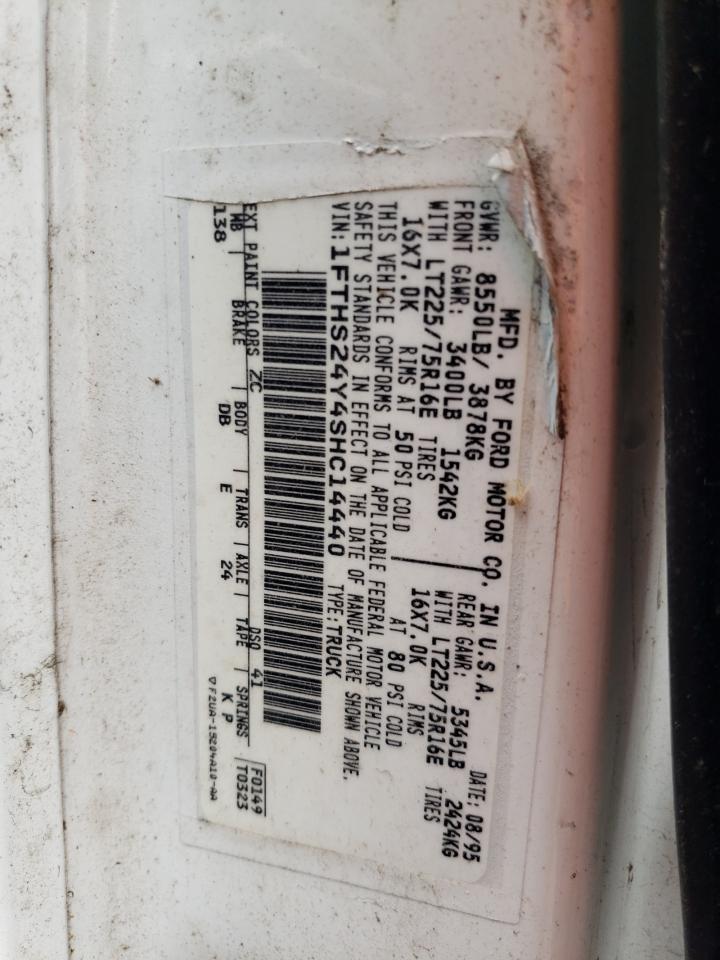 MFD. BY FORD MOTOR CO. IN U.S.A.
DATE: 08/95
GVWR: 8550LB/ 3878KG
FRONT GAWR: 3400LB 1542KG
REAR GAWR: 5345LB 2424KG
WITH LT225/75R16E TIRES
WITH LT225/75R16E TIRES
16X7.0K RIMS AT 50 PSI COLD
16X7.0K RIMS AT 80 PSI COLD
THIS VEHICLE CONFORMS TO ALL APPLICABLE FEDERAL MOTOR VEHICLE
SAFETY STANDARDS IN EFFECT ON THE DATE OF MANUFACTURE SHOWN ABOVE.
VIN: 1FTHS24Y4SHC14440 TYPE: TRUCK
F0149
T0323
EXT PAINT COLORS ZC DSO 41
WB BRAKE BODY TRANS AXLE TAPE SPRINGS
138 DB E 24 K P
▽F2UA-15204A10-AA